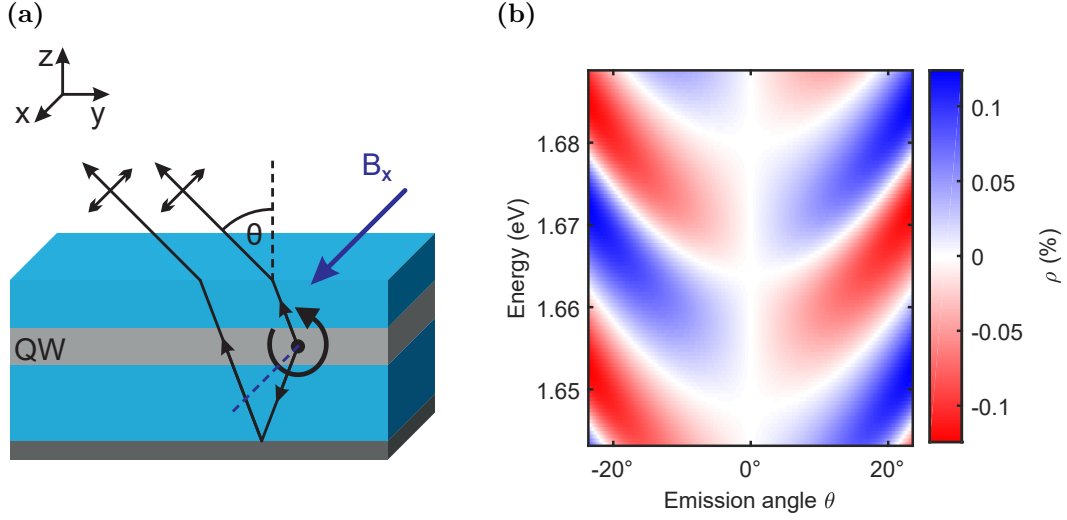 (a)
z
x
y
B_x
θ
QW
(b)
1.68
1.67
1.66
1.65
Energy (eV)
-20°
0°
20°
Emission angle θ
0.1
0.05
0
-0.05
-0.1
ρ (%)